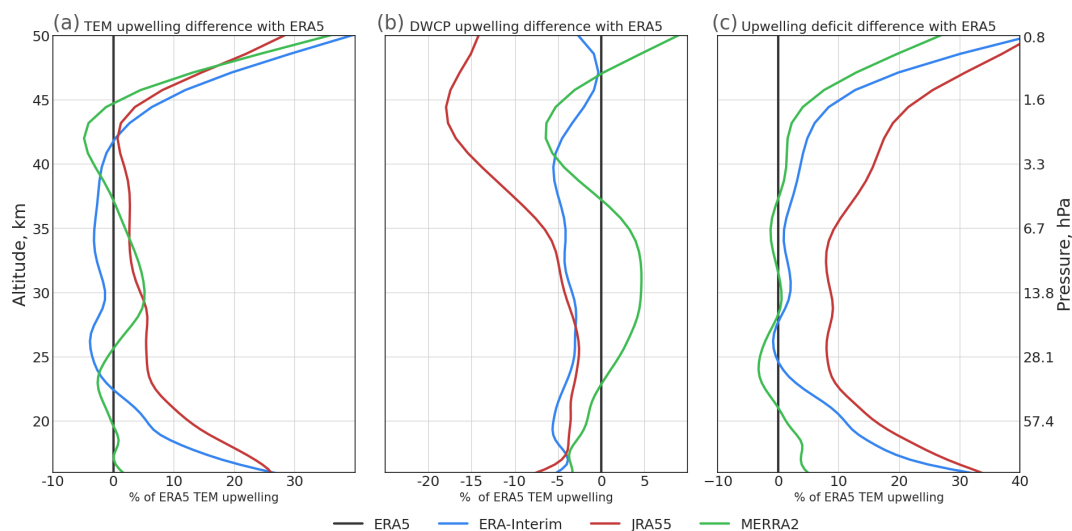 (a) TEM upwelling difference with ERA5
(b) DWCP upwelling difference with ERA5
(c) Upwelling deficit difference with ERA5
50
45
40
35
30
25
20
Altitude, km
-10 0 10 20 30
% of ERA5 TEM upwelling
-20 -15 -10 -5 0 5
% of ERA5 TEM upwelling
−10 0 10 20 30 40
% of ERA5 TEM upwelling
0.8
1.6
3.3
6.7
13.8
28.1
57.4
Pressure, hPa
ERA5 ERA-Interim JRA55 MERRA2